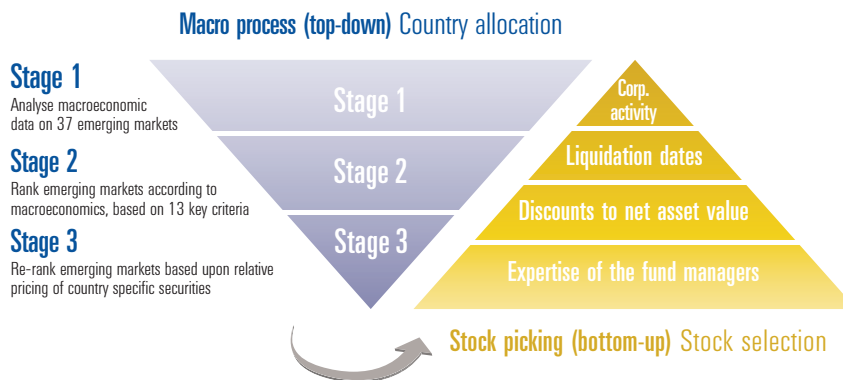 Macro process (top-down) Country allocation
Stage 1
Analyse macroeconomic
data on 37 emerging markets
Stage 2
Rank emerging markets according to
macroeconomics, based on 13 key criteria
Stage 3
Re-rank emerging markets based upon relative
pricing of country specific securities
Stage 1
Stage 2
Stage 3
Corp.
activity
Liquidation dates
Discounts to net asset value
Expertise of the fund managers
Stock picking (bottom-up) Stock selection